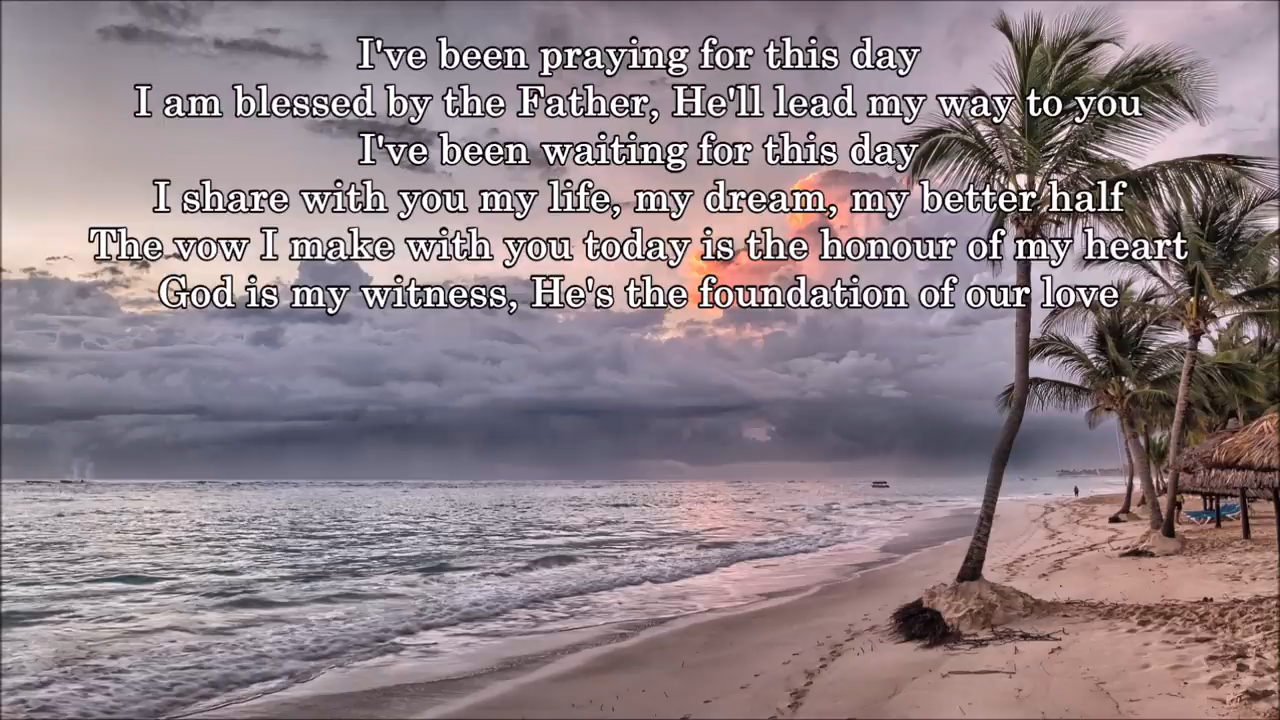 I've been praying for this day
I am blessed by the Father, He'll lead my way to you
I've been waiting for this day
I share with you my life, my dream, my better half
The vow I make with you today is the honour of my heart
God is my witness, He's the foundation of our love